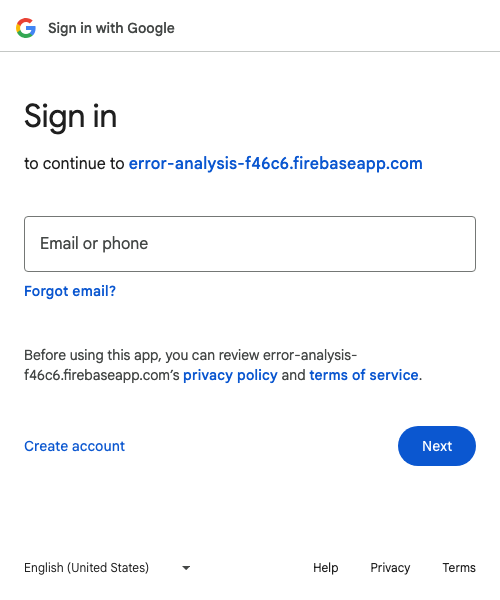 Sign in with Google
Sign in
to continue to error-analysis-f46c6.firebaseapp.com
Email or phone
Forgot email?
Before using this app, you can review error-analysis-
f46c6.firebaseapp.com’s privacy policy and terms of service.
Create account
Next
English (United States)
Help
Privacy
Terms